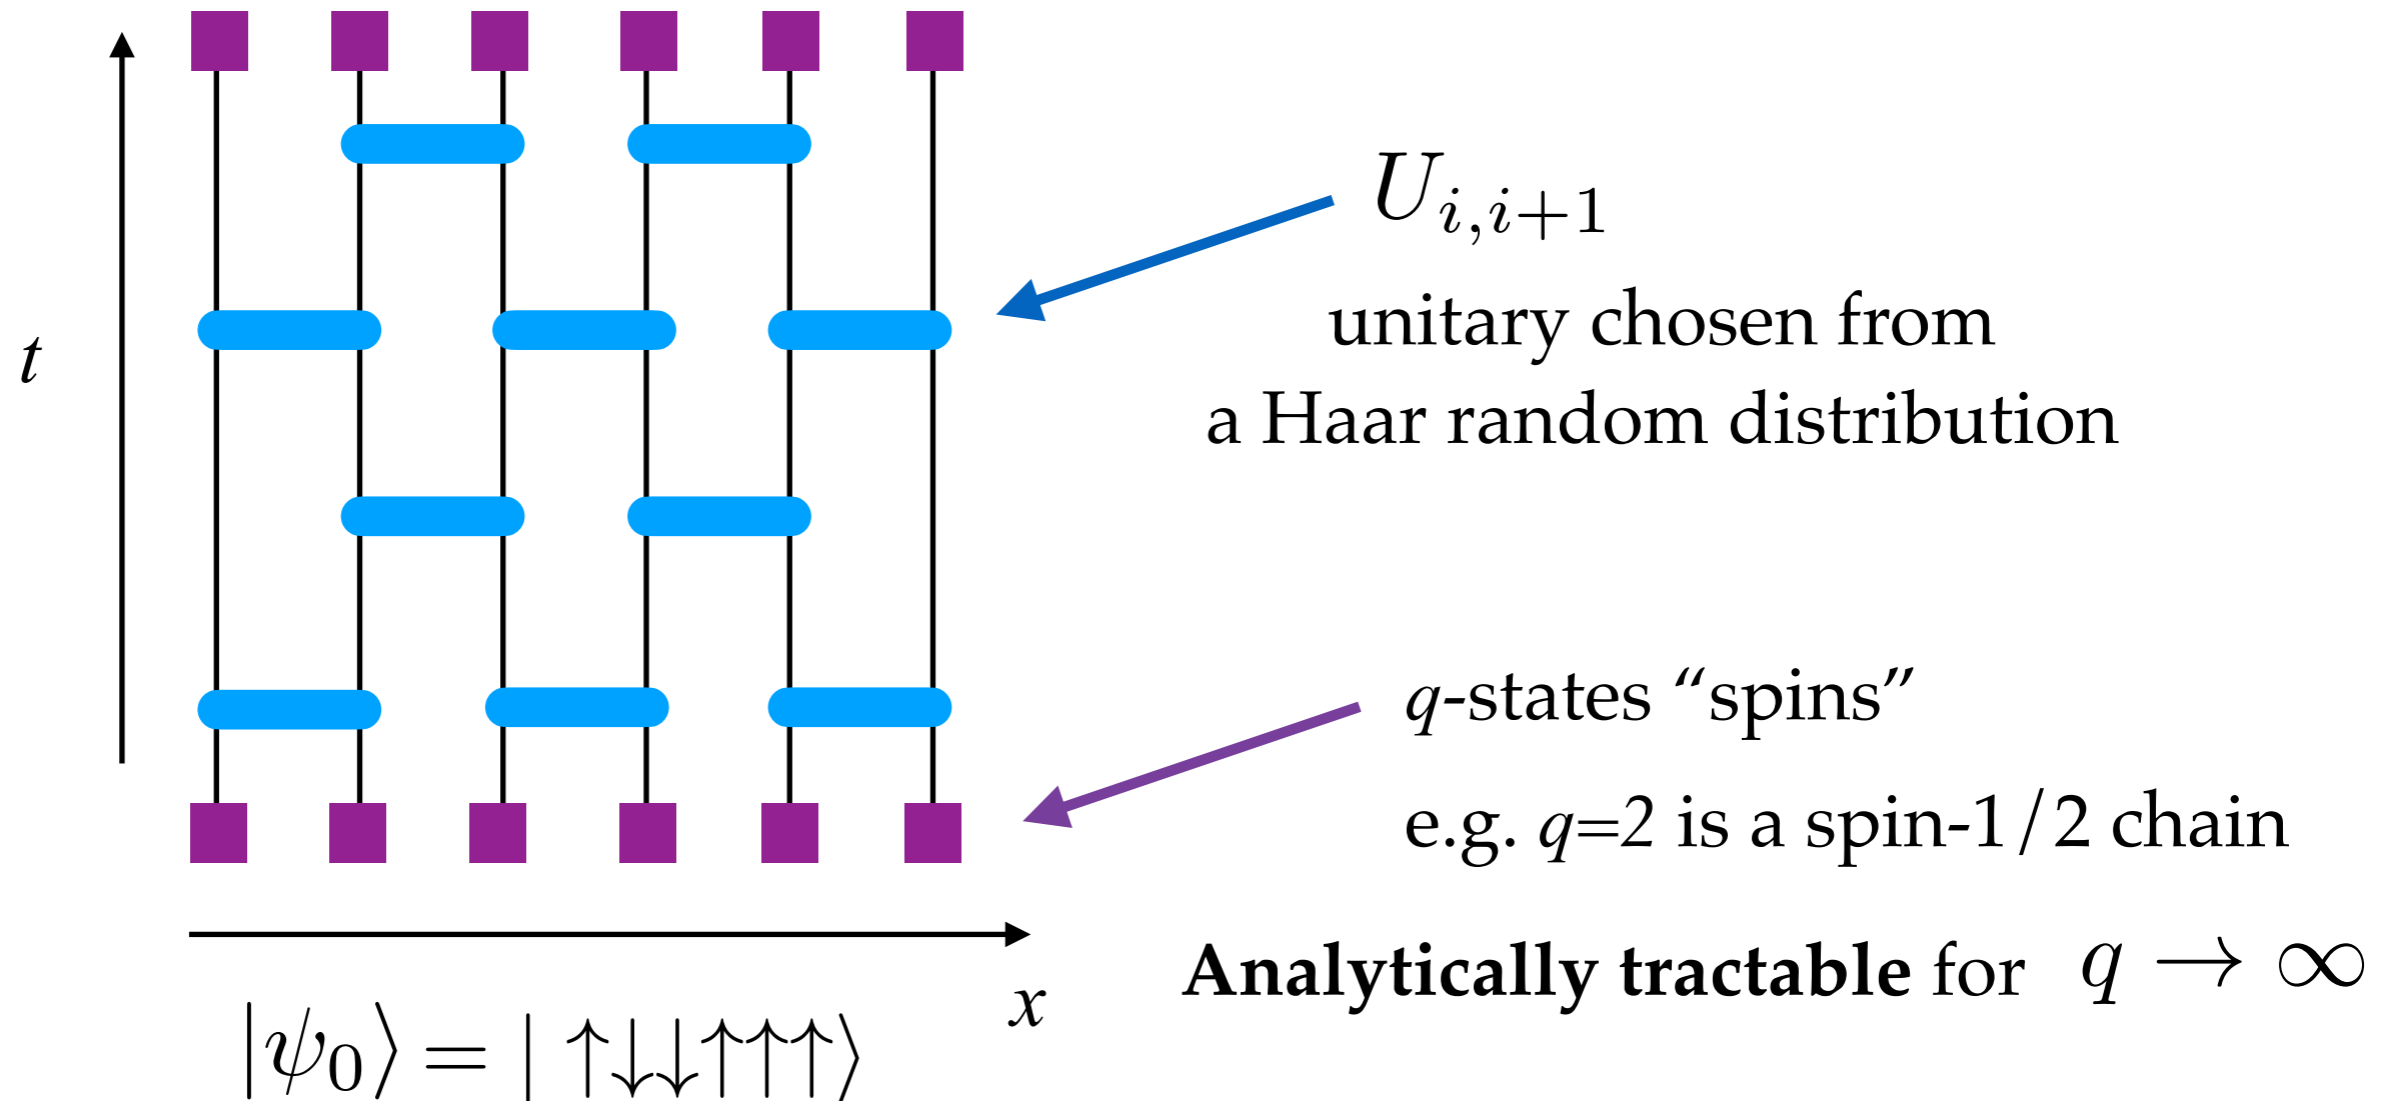 t
U_{i,i+1}
unitary chosen from
a Haar random distribution
q-states “spins”
e.g. q=2 is a spin-1/2 chain
x
Analytically tractable for q → ∞
|ψ₀⟩ = | ↑↓↓↑↑↑⟩